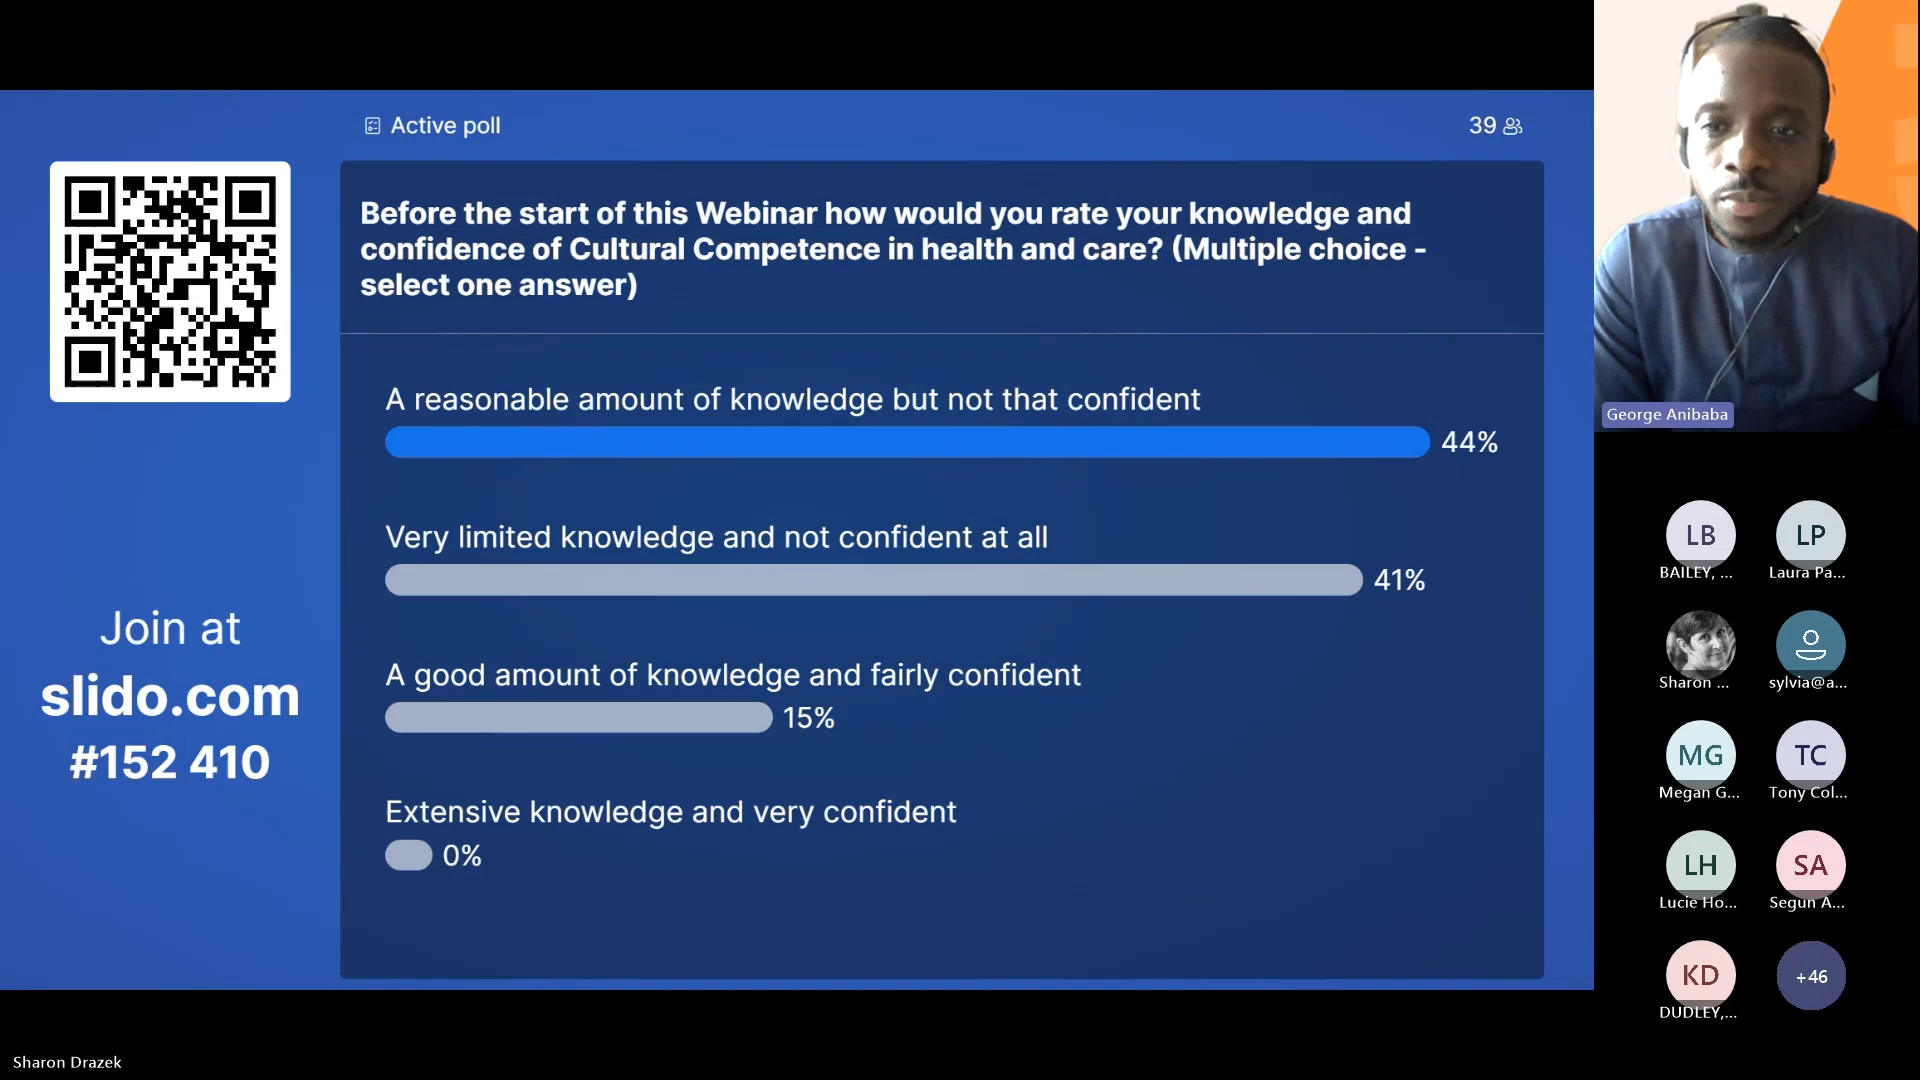 Active poll
39
Before the start of this Webinar how would you rate your knowledge and
confidence of Cultural Competence in health and care? (Multiple choice -
select one answer)
A reasonable amount of knowledge but not that confident
44%
Very limited knowledge and not confident at all
41%
A good amount of knowledge and fairly confident
15%
Extensive knowledge and very confident
0%
Join at
slido.com
#152 410
George Anibaba
LB
BAILEY, ...
LP
Laura Pa...
Sharon ...
sylvia@a...
MG
Megan G...
TC
Tony Col...
LH
Lucie Ho...
SA
Segun A...
KD
DUDLEY,...
+46
Sharon Drazek